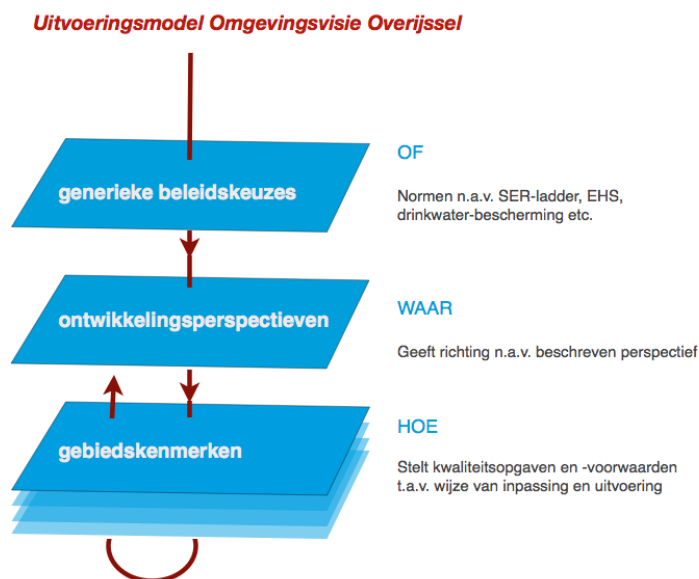 Uitvoeringsmodel Omgevingsvisie Overijssel
generieke beleidskeuzes
OF
Normen n.a.v. SER-ladder, EHS,
drinkwater-bescherming etc.
ontwikkelingsperspectieven
WAAR
Geeft richting n.a.v. beschreven perspectief
gebiedskenmerken
HOE
Stelt kwaliteitsopgaven en -voorwaarden
t.a.v. wijze van inpassing en uitvoering